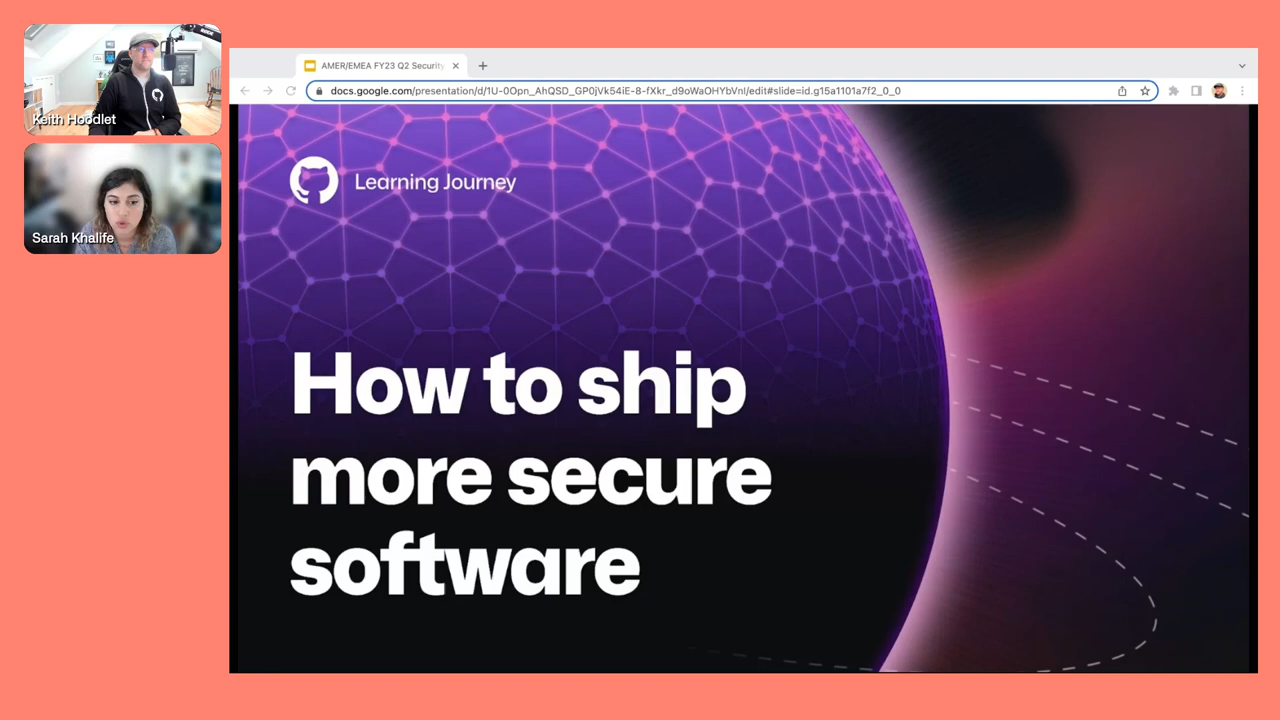 Keith Hoodlet
Sarah Khalife
AMER/EMEA FY23 Q2 Security
docs.google.com/presentation/d/1U-0Opn_AhQSD_GP0jVk54iE-8-fXkr_d9oWaOHYbVnI/edit#slide=id.g15a1101a7f2_0_0
Learning Journey
How to ship
more secure
software